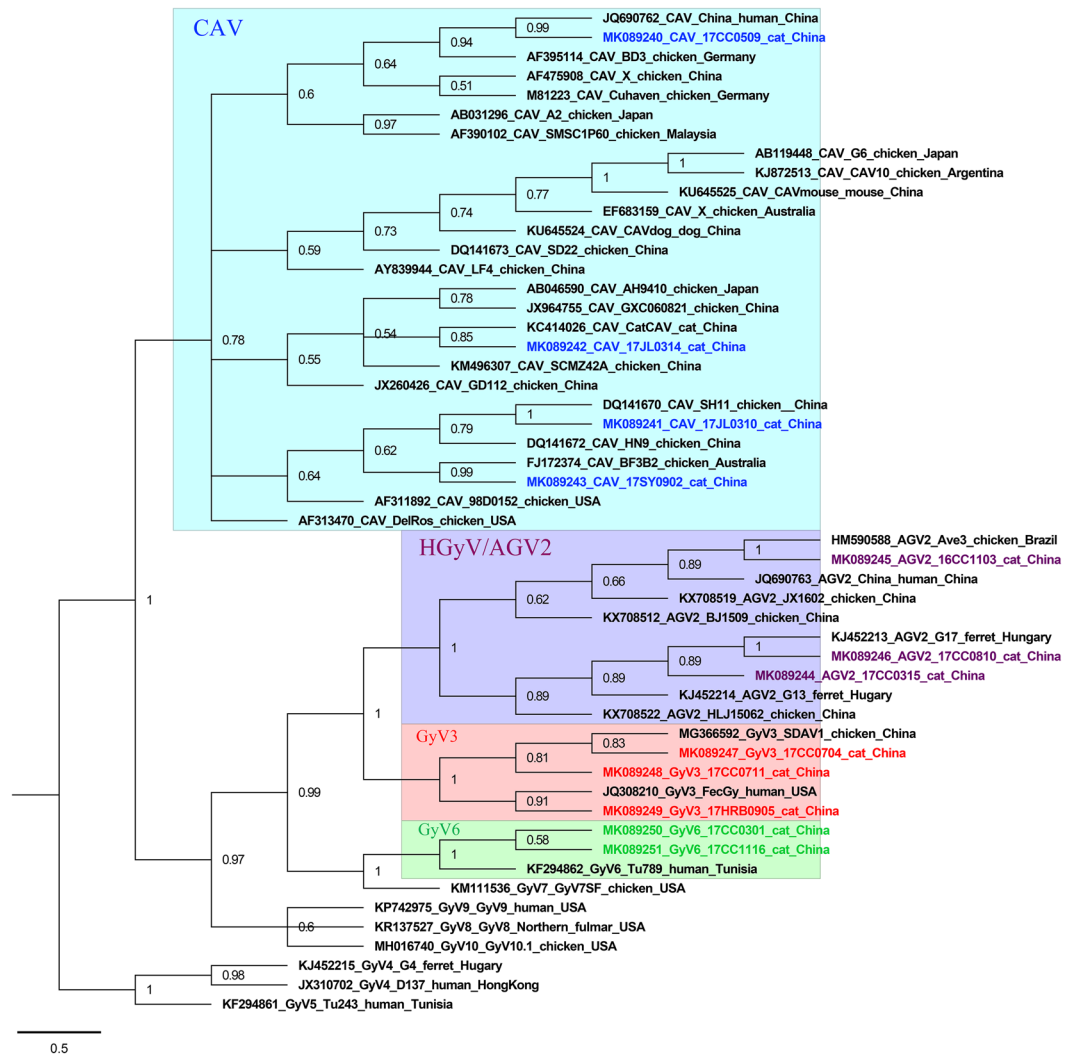 CAV
JQ690762_CAV_China_human_China
0.99
MK089240_CAV_17CC0509_cat_China
0.94
AF395114_CAV_BD3_chicken_Germany
0.64
AF475908_CAV_X_chicken_China
0.51
M81223_CAV_Cuhaven_chicken_Germany
0.6
AB031296_CAV_A2_chicken_Japan
0.97
AF390102_CAV_SMSC1P60_chicken_Malaysia
AB119448_CAV_G6_chicken_Japan
1
KJ872513_CAV_CAV10_chicken_Argentina
1
KU645525_CAV_CAVmouse_mouse_China
0.77
EF683159_CAV_X_chicken_Australia
0.74
KU645524_CAV_CAVdog_dog_China
0.73
DQ141673_CAV_SD22_chicken_China
0.59
AY839944_CAV_LF4_chicken_China
AB046590_CAV_AH9410_chicken_Japan
0.78
JX964755_CAV_GXC060821_chicken_China
KC414026_CAV_CatCAV_cat_China
0.54
0.85
0.78
MK089242_CAV_17JL0314_cat_China
0.55
KM496307_CAV_SCMZ42A_chicken_China
JX260426_CAV_GD112_chicken_China
DQ141670_CAV_SH11_chicken__China
1
MK089241_CAV_17JL0310_cat_China
0.79
DQ141672_CAV_HN9_chicken_China
0.62
FJ172374_CAV_BF3B2_chicken_Australia
0.99
0.64
MK089243_CAV_17SY0902_cat_China
AF311892_CAV_98D0152_chicken_USA
AF313470_CAV_DelRos_chicken_USA
HGyV/AGV2
HM590588_AGV2_Ave3_chicken_Brazil
1
MK089245_AGV2_16CC1103_cat_China
0.89
JQ690763_AGV2_China_human_China
0.66
KX708519_AGV2_JX1602_chicken_China
0.62
1
KX708512_AGV2_BJ1509_chicken_China
KJ452213_AGV2_G17_ferret_Hungary
1
1
MK089246_AGV2_17CC0810_cat_China
0.89
MK089244_AGV2_17CC0315_cat_China
0.89
KJ452214_AGV2_G13_ferret_Hugary
0.89
KX708522_AGV2_HLJ15062_chicken_China
1
GyV3
MG366592_GyV3_SDAV1_chicken_China
0.83
MK089247_GyV3_17CC0704_cat_China
0.81
MK089248_GyV3_17CC0711_cat_China
1
JQ308210_GyV3_FecGy_human_USA
0.99
0.91
MK089249_GyV3_17HRB0905_cat_China
GyV6
MK089250_GyV6_17CC0301_cat_China
0.58
MK089251_GyV6_17CC1116_cat_China
1
0.97
KF294862_GyV6_Tu789_human_Tunisia
1
KM111536_GyV7_GyV7SF_chicken_USA
KP742975_GyV9_GyV9_human_USA
0.6
KR137527_GyV8_GyV8_Northern_fulmar_USA
MH016740_GyV10_GyV10.1_chicken_USA
KJ452215_GyV4_G4_ferret_Hugary
0.98
JX310702_GyV4_D137_human_HongKong
1
KF294861_GyV5_Tu243_human_Tunisia
0.5